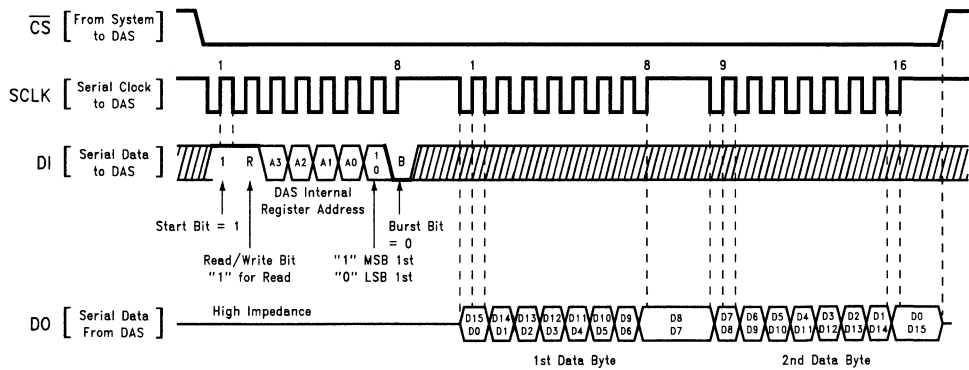 CS [ From System to DAS ]
1 8 1 8 9 16
SCLK [ Serial Clock to DAS ]
DI [ Serial Data to DAS ]
1 R A3 A2 A1 A0 1 0 B
DAS Internal
Register Address
Start Bit = 1
Burst Bit
= 0
Read/Write Bit
"1" for Read
"1" MSB 1st
"0" LSB 1st
DO [ Serial Data From DAS ]
High Impedance
D15 D14 D13 D12 D11 D10 D9 D8 D7 D6 D5 D4 D3 D2 D1 D0
D0 D1 D2 D3 D4 D5 D6 D7 D8 D9 D10 D11 D12 D13 D14 D15
1st Data Byte
2nd Data Byte